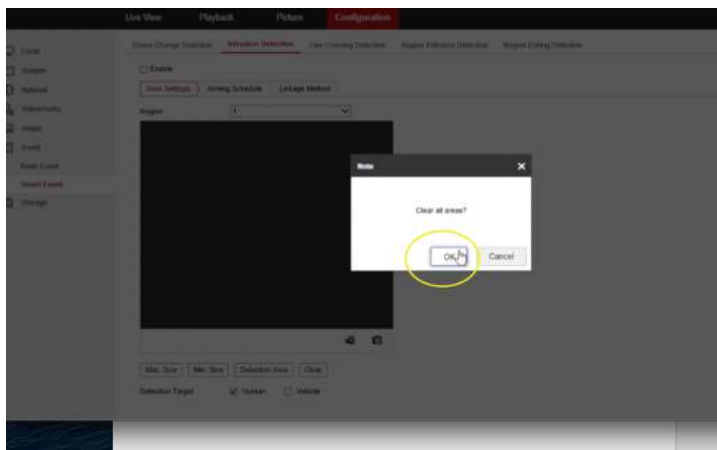 Live View Playback Picture Configuration
Scene Change Detection Intrusion Detection Line Crossing Detection Region Entrance Detection Region Exiting Detection
Local
System
Network
Video/Audio
Image
Event
Basic Event
Smart Event
Storage
Enable
Area Settings Arming Schedule Linkage Method
Region 1
Note
Clear all areas?
OK Cancel
Max. Size Min. Size Detection Area Clear
Detection Target Human Vehicle